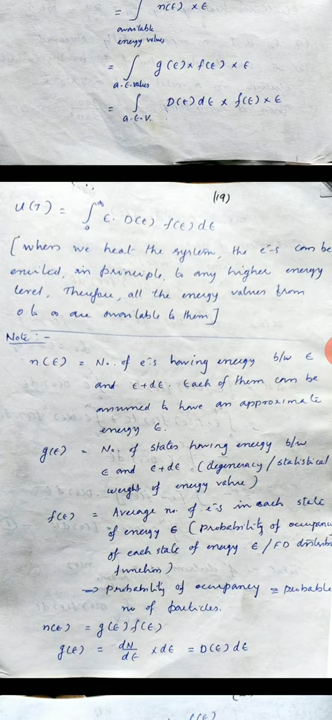 = ∫ n(ϵ) × ϵ
available
energy values
= ∫ g(ϵ) × f(ϵ) × ϵ
a.ϵ.values
= ∫ D(ϵ)dϵ × f(ϵ) × ϵ
a.ϵ.v.
(19)
U(T) = ∫₀^∞ ϵ. D(ϵ) f(ϵ) dϵ
[when we heat the system, the e⁻s can be
excited, in principle, to any higher energy
level. Therefore, all the energy values from
0 to ∞ are available to them]
Note :-
n(ϵ) = No. of e⁻s having energy b/w ϵ
and ϵ+dϵ. Each of them can be
assumed to have an approximate
energy ϵ.
g(ϵ) = No. of states having energy b/w
ϵ and ϵ+dϵ. (degeneracy / statistical
weight of energy value)
f(ϵ) = Average no. of e⁻s in each state
of energy ϵ (probability of occupancy
of each state of energy ϵ / FD distribution
function)
⇒ probability of occupancy = probable
no of particles.
n(ϵ) = g(ϵ) f(ϵ)
g(ϵ) = dN/dϵ × dϵ = D(ϵ) dϵ